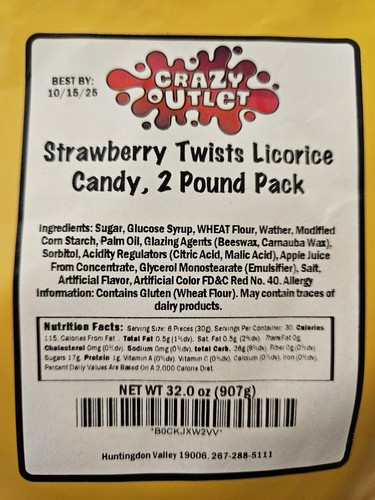 BEST BY:
10/15/25
CRAZY
OUTLET
Strawberry Twists Licorice
Candy, 2 Pound Pack
Ingredients: Sugar, Glucose Syrup, WHEAT Flour, Wather, Modified
Corn Starch, Palm Oil, Glazing Agents (Beeswax, Carnauba Wax),
Sorbitol, Acidity Regulators (Citric Acid, Malic Acid), Apple Juice
From Concentrate, Glycerol Monostearate (Emulsifier), Salt,
Artificial Flavor, Artificial Color FD&C Red No. 40. Allergy
Information: Contains Gluten (Wheat Flour). May contain traces of
dairy products.
Nutrition Facts: Serving Size: 6 Pieces (30g), Servings Per Container: 30, Calories
115, Calories From Fat , Total Fat 0.5g (1%dv), Sat. Fat 0.5g (2%dv), Trans Fat 0g,
Cholesterol 0mg (0%dv), Sodium 0mg (0%dv), total Carb. 26g (9%dv), Fiber 0g (0%dv),
Sugars 17g, Protein 1g, Vitamin A (0%dv), Vitamin C (0%dv), Calcium (0%dv), Iron (0%dv),
Percent Daily Values Are Based On A 2,000 Calorie Diet.
NET WT 32.0 oz (907g)
*B0CKJXW2VV*
Huntingdon Valley 19006, 267-288-5111